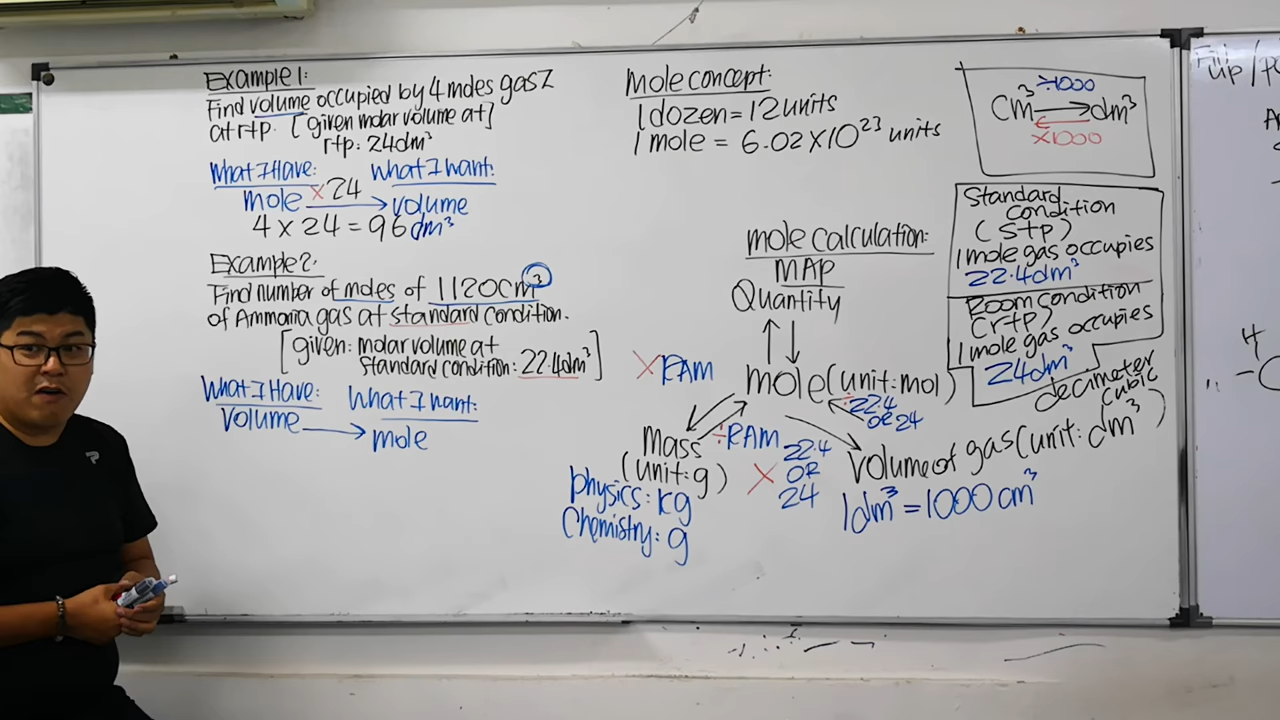 Example 1:
Find volume occupied by 4 moles gas Z
at rtp. [given molar volume at]
rtp: 24dm³
What I Have: What I want:
mole ×24 → volume
4 × 24 = 96 dm³
Example 2:
Find number of moles of 1120cm³
of Ammonia gas at standard condition.
[given: molar volume at
standard condition: 22.4dm³]
What I Have: What I want:
Volume → mole
mole concept:
1 dozen = 12 units
1 mole = 6.02 × 10²³ units
mole calculation:
MAP
Quantity
mole (unit: mol)
× RAM
÷ RAM
Mass
(unit: g)
physics: kg
Chemistry: g
÷ 22.4
OR 24
× 22.4
OR
24
Volume of gas (unit: dm³)
decimeter
cubic
1dm³ = 1000cm³
÷1000
cm³ → dm³
×1000
Standard
condition
(stp)
1 mole gas occupies
22.4dm³
Room condition
(rtp)
1 mole gas occupies
24dm³
up / f
H